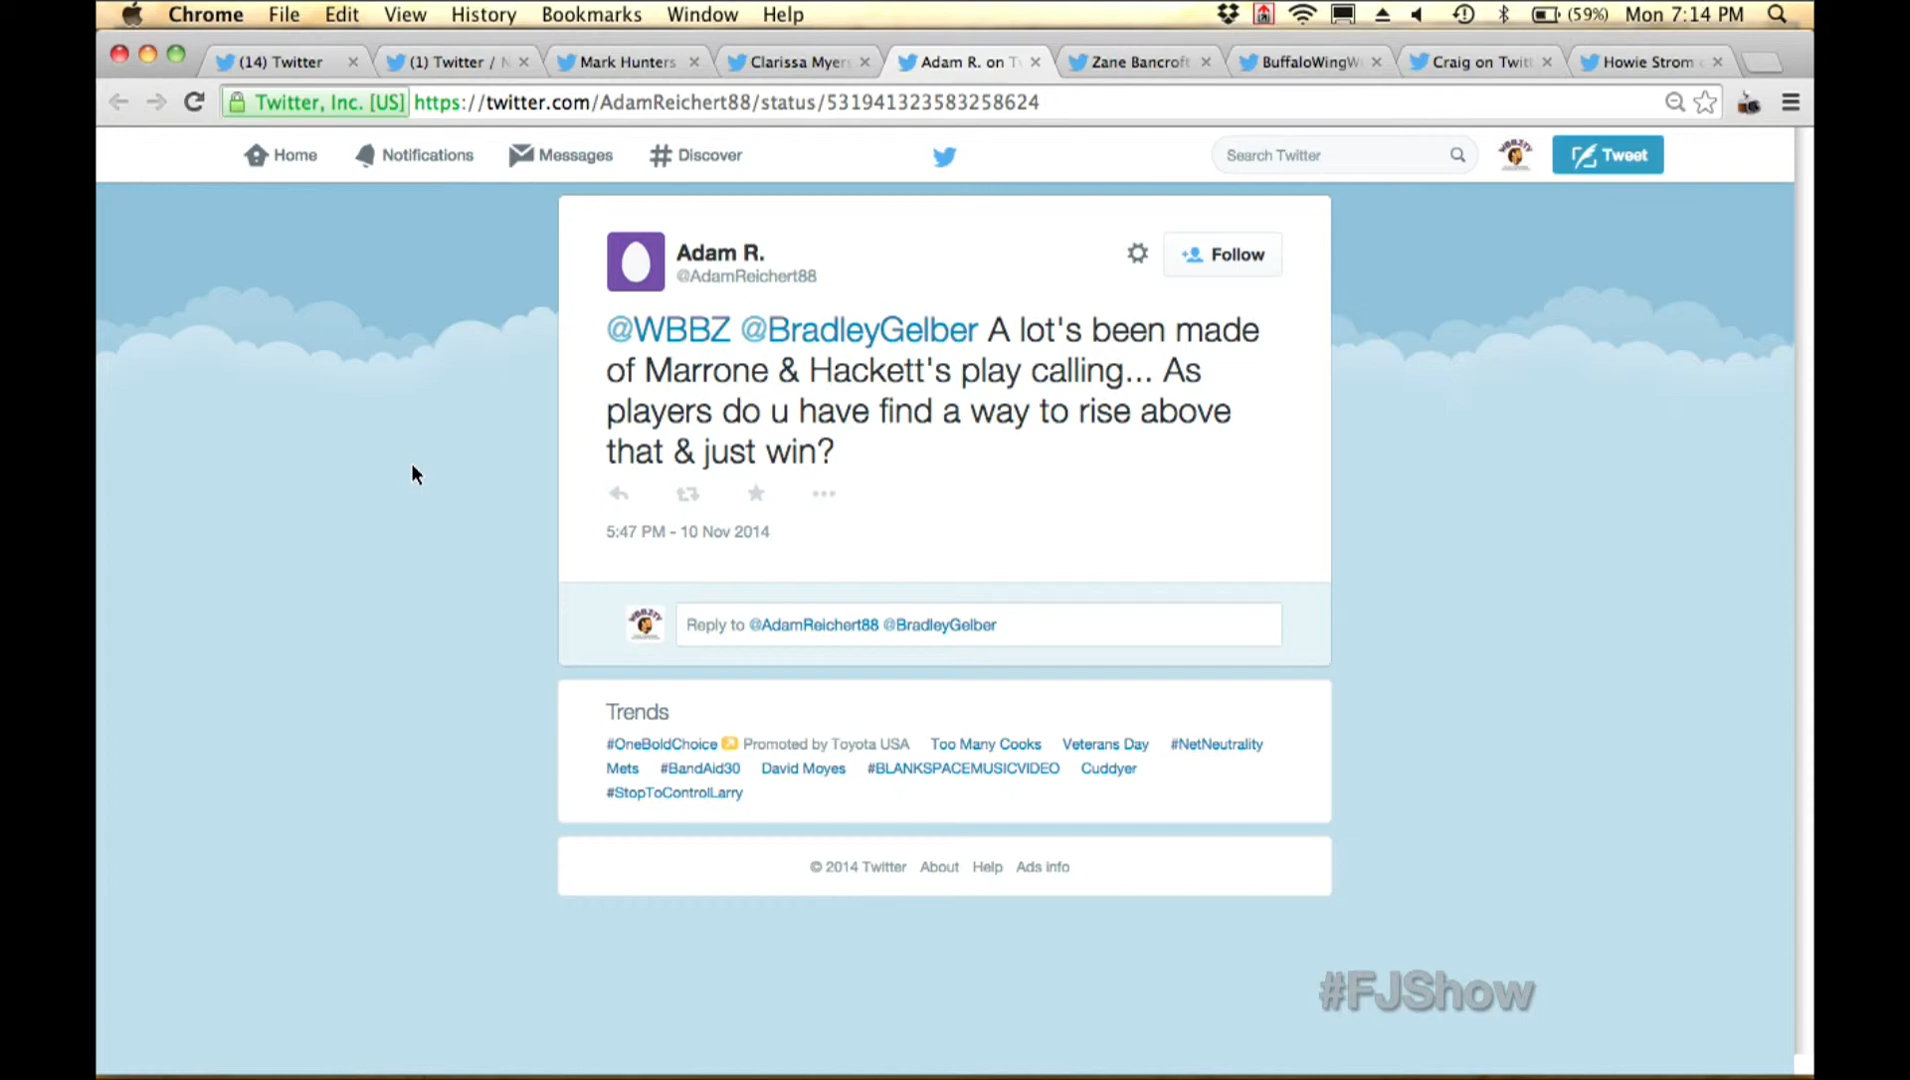 Chrome File Edit View History Bookmarks Window Help (59%) Mon 7:14 PM
(14) Twitter (1) Twitter / Mark Hunters Clarissa Myers Adam R. on Tw Zane Bancroft BuffaloWingW Craig on Twitt Howie Strom
Twitter, Inc. [US] https://twitter.com/AdamReichert88/status/531941323583258624
Home Notifications Messages # Discover Search Twitter Tweet
Adam R.
@AdamReichert88
Follow
@WBBZ @BradleyGelber A lot's been made
of Marrone & Hackett's play calling... As
players do u have find a way to rise above
that & just win?
5:47 PM - 10 Nov 2014
WBBZTV
Reply to @AdamReichert88 @BradleyGelber
Trends
#OneBoldChoice Promoted by Toyota USA Too Many Cooks Veterans Day #NetNeutrality
Mets #BandAid30 David Moyes #BLANKSPACEMUSICVIDEO Cuddyer
#StopToControlLarry
© 2014 Twitter About Help Ads info
#FJShow